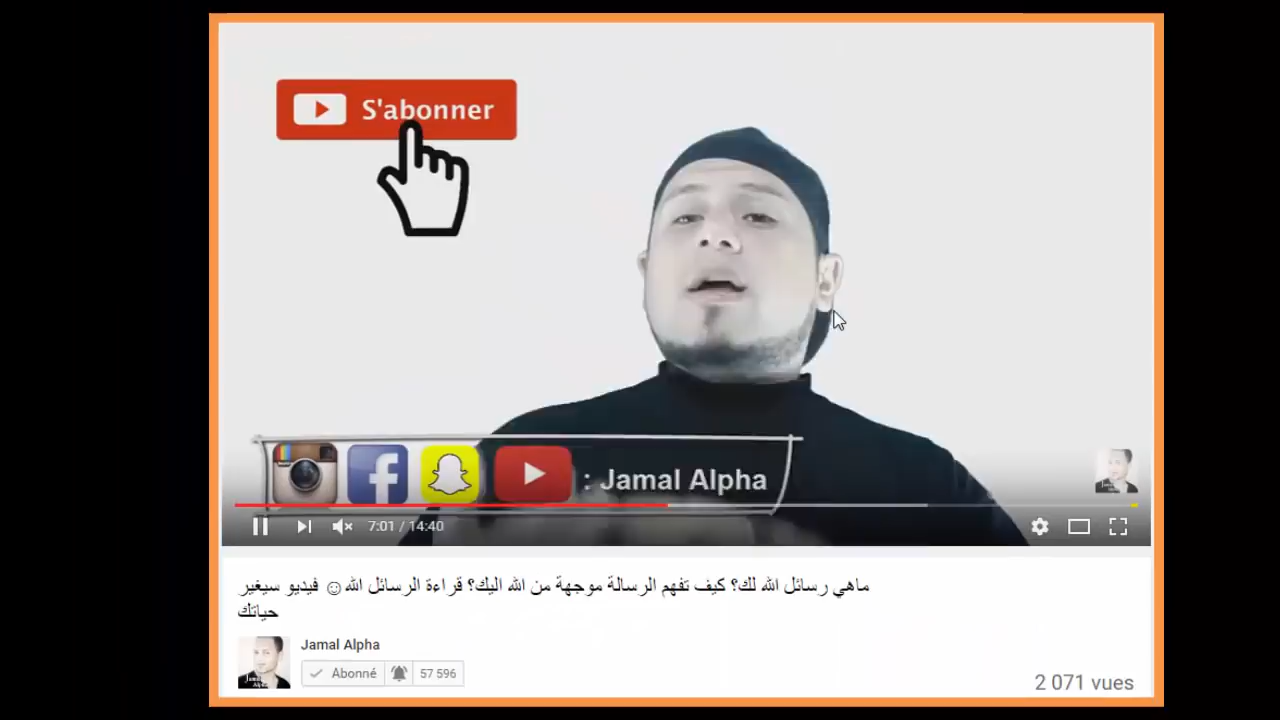 S'abonner
: Jamal Alpha
7:01 / 14:40
ماهي رسائل الله لك؟ كيف تفهم الرسالة موجهة من الله اليك؟ قراءة الرسائل الله☺ فيديو سيغير
حياتك
Jamal Alpha
Abonné 57 596
2 071 vues